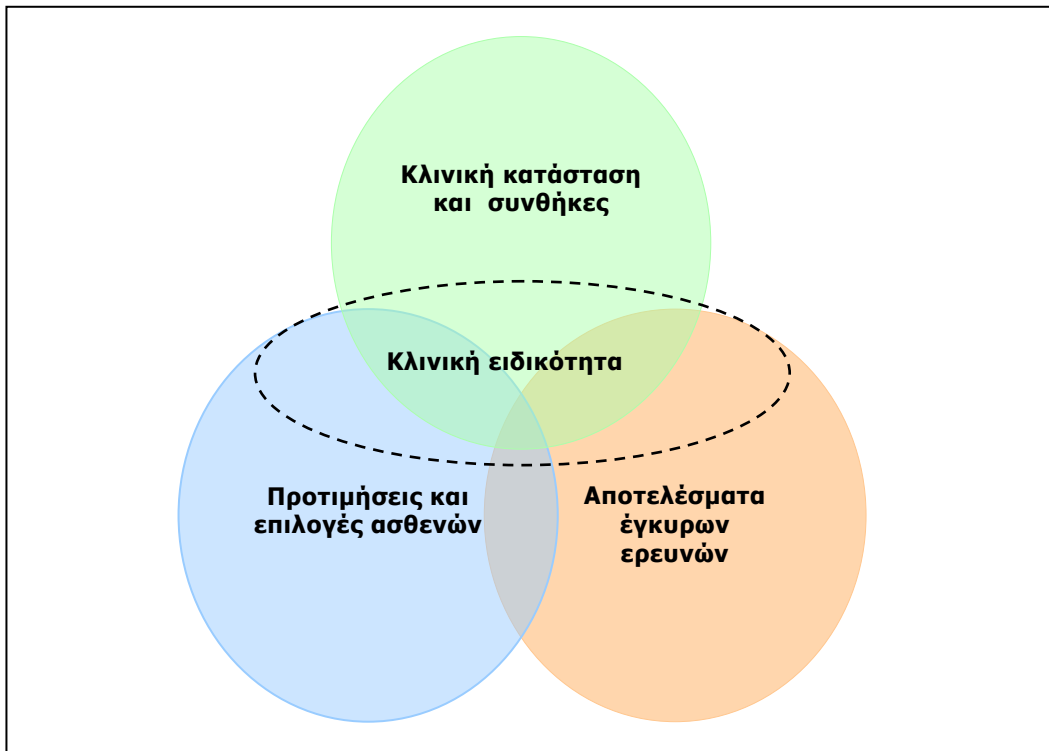 Κλινική κατάσταση
και συνθήκες
Κλινική ειδικότητα
Προτιμήσεις και
επιλογές ασθενών
Αποτελέσματα
έγκυρων
ερευνών